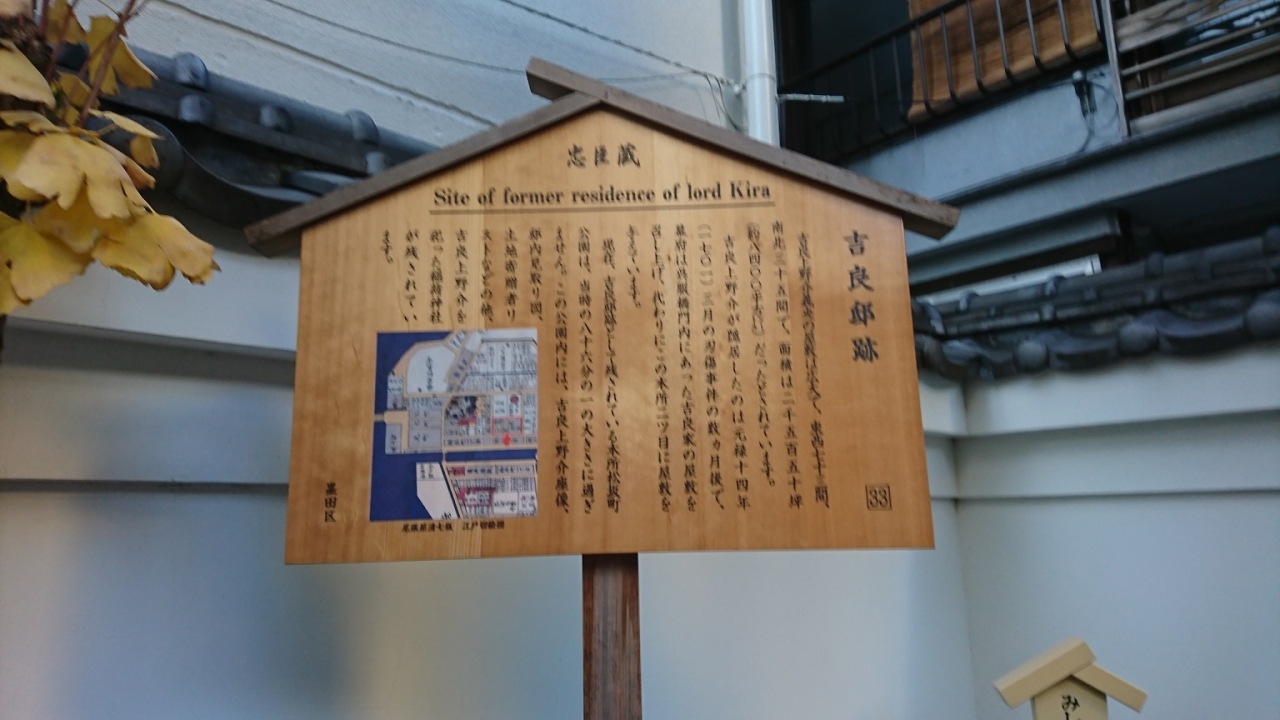 忠臣蔵
Site of former residence of lord Kira
吉良邸跡
吉良上野介義央の屋敷は広大で、東西七十三間、
南北三十五間で、面積は二千五百五十坪
(約八四〇〇平方㍍)だったとされています。
吉良上野介が隠居したのは元禄十四年
(一七〇一)三月の刃傷事件の数ヵ月後で、
幕府は呉服橋門内にあった吉良家の屋敷を
召し上げ、代わりにこの本所二ツ目に屋敷を
与えています。
現在、吉良邸跡として残されている本所松坂町
公園は、当時の八十六分の一の大きさに過ぎ
ません。この公園内には、吉良上野介座像、
邸内見取り図、
土地寄贈者リ
ストなどの他、
吉良上野介を
祀った稲荷神社
が残されてい
ます。
33
尾張屋清七版 江戸切絵図
墨田区
みし